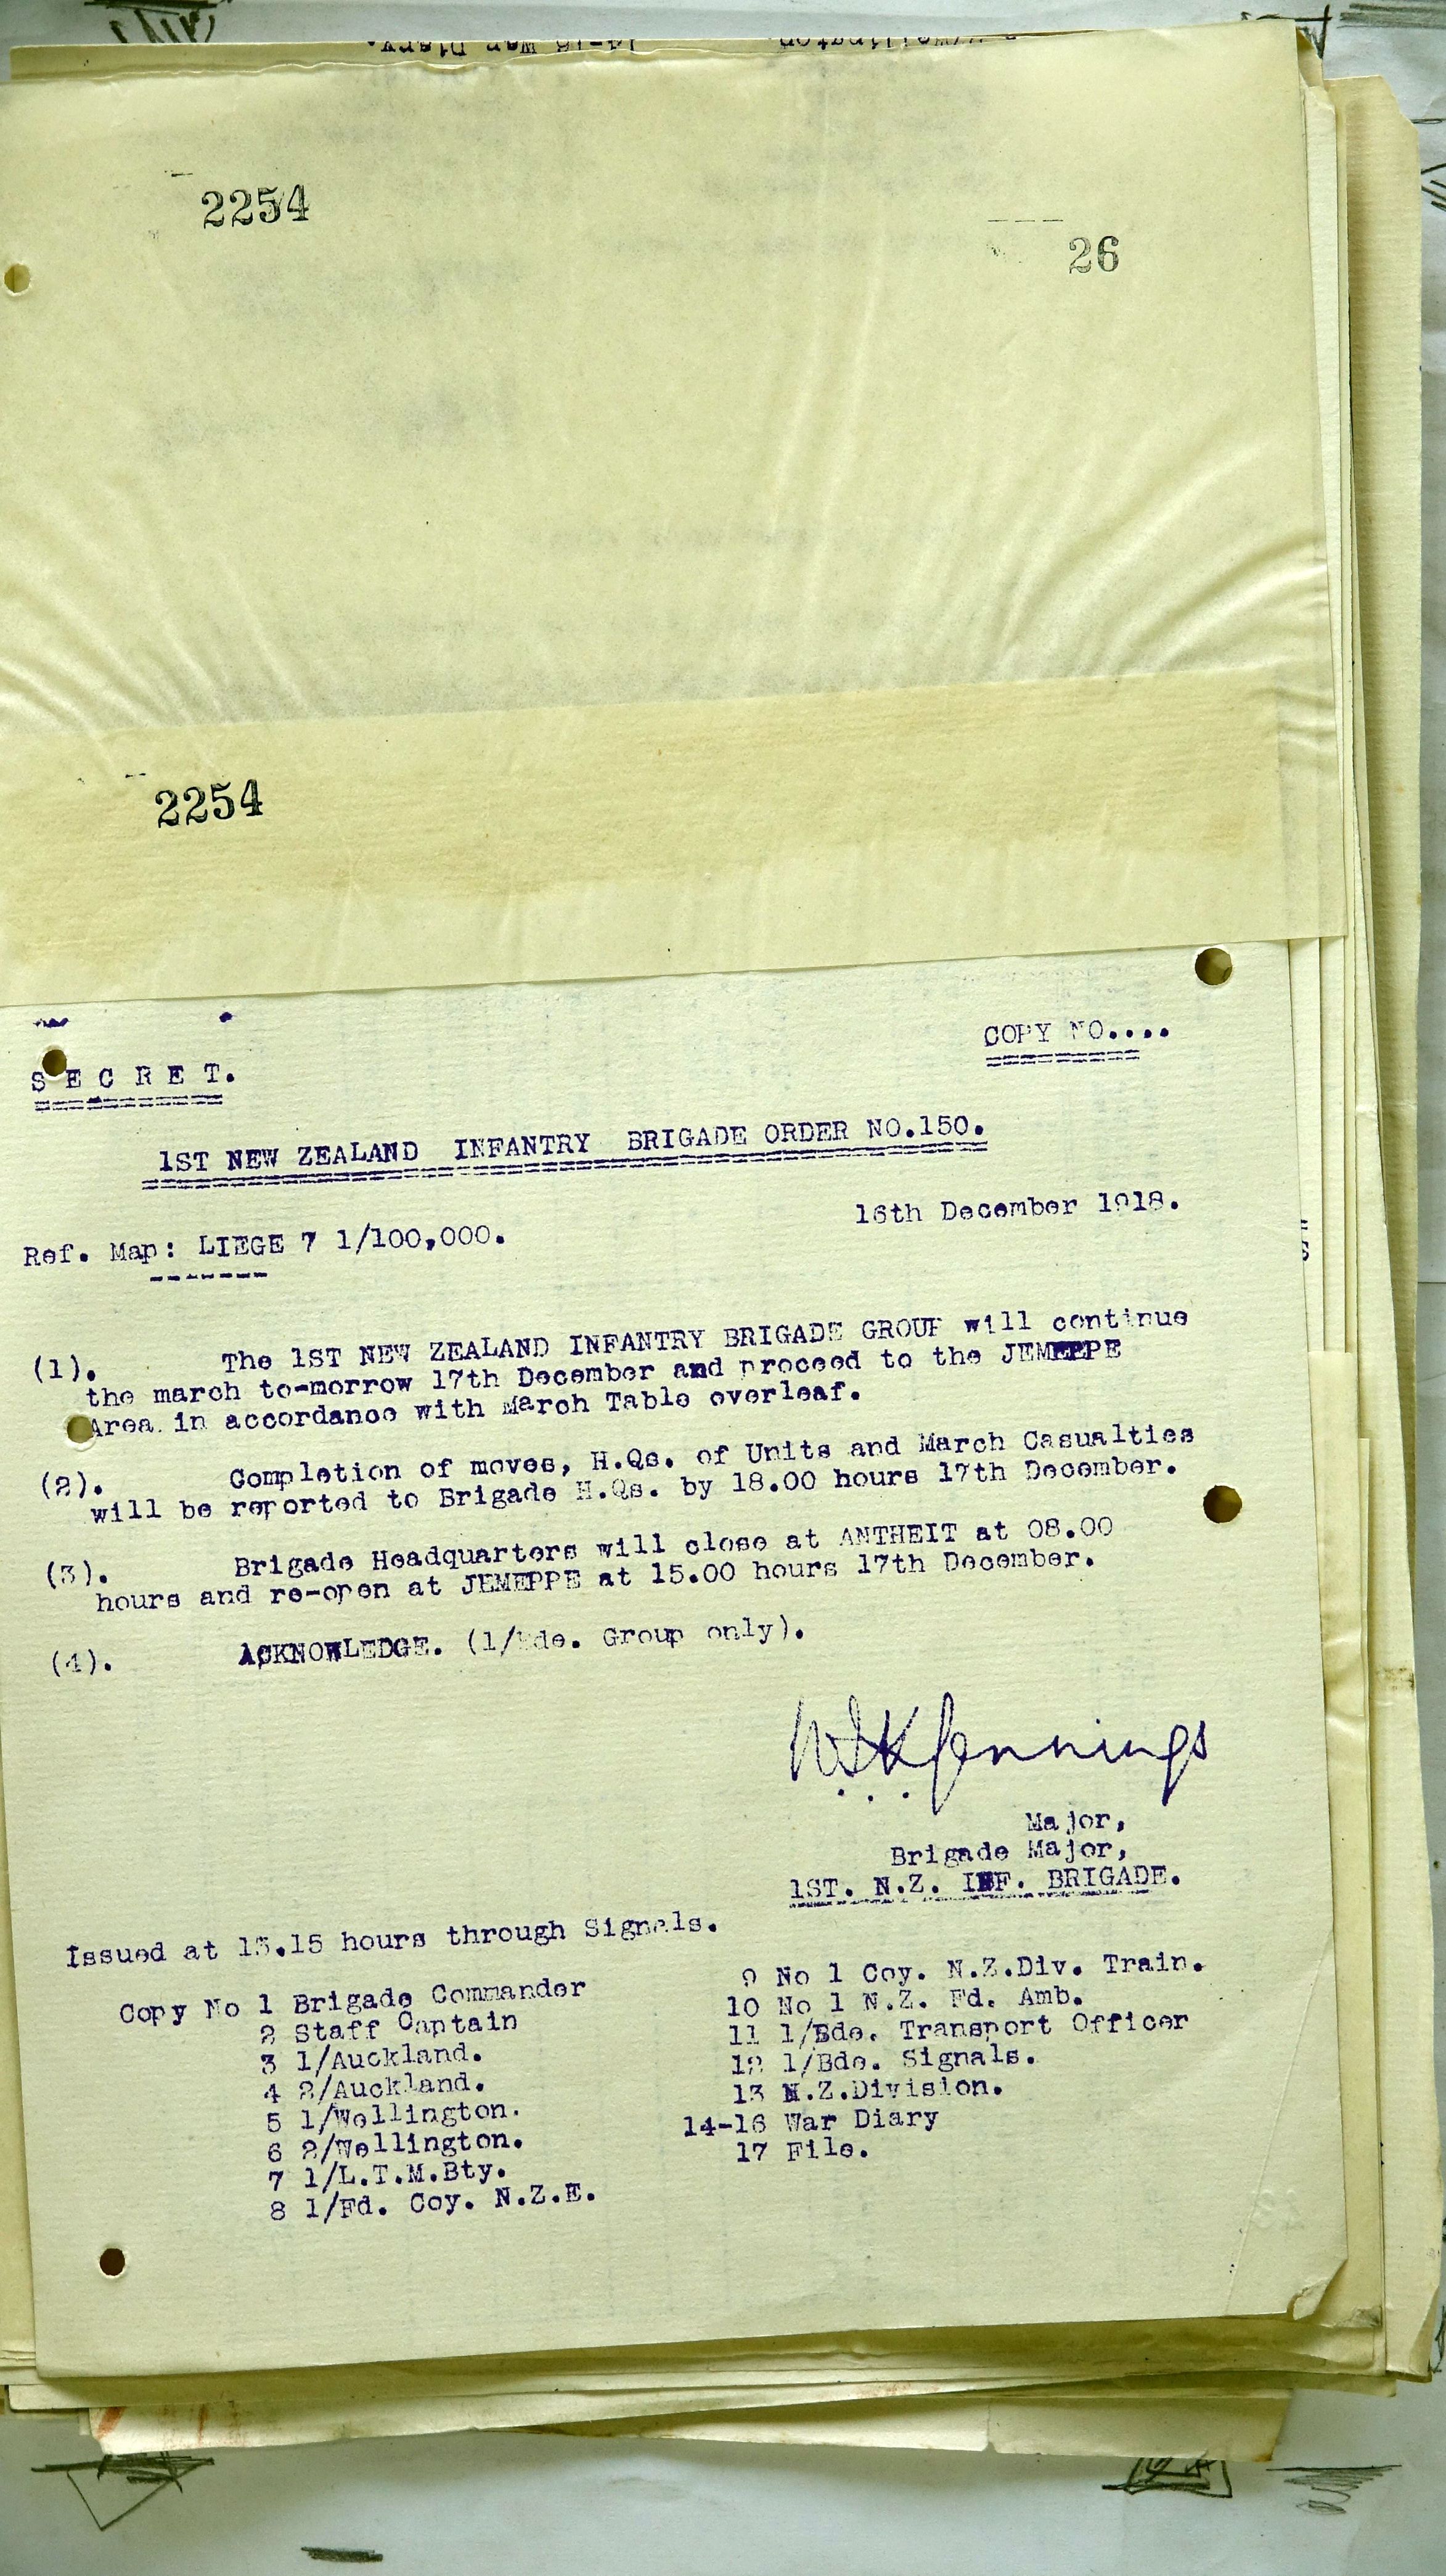 2254
26
2254
COPY NO....
S E C R E T.
1ST NEW ZEALAND INFANTRY BRIGADE ORDER NO.150.
16th December 1918.
Ref. Map: LIEGE 7 1/100,000.
(1). The 1ST NEW ZEALAND INFANTRY BRIGADE GROUP will continue
the march to-morrow 17th December and proceed to the JEMEPPE
Area in accordance with March Table overleaf.
(2). Completion of moves, H.Qs. of Units and March Casualties
will be reported to Brigade H.Qs. by 18.00 hours 17th December.
(3). Brigade Headquarters will close at ANTHEIT at 08.00
hours and re-open at JEMEPPE at 15.00 hours 17th December.
(4). ACKNOWLEDGE. (1/Bde. Group only).
Jennings
Major,
Brigade Major,
1ST. N.Z. INF. BRIGADE.
Issued at 13.15 hours through Signals.
Copy No 1 Brigade Commander
2 Staff Captain
3 1/Auckland.
4 2/Auckland.
5 1/Wellington.
6 2/Wellington.
7 1/L.T.M.Bty.
8 1/Fd. Coy. N.Z.E.
9 No 1 Coy. N.Z.Div. Train.
10 No 1 N.Z. Fd. Amb.
11 1/Bde. Transport Officer
12 1/Bde. Signals.
13 N.Z.Division.
14-16 War Diary
17 File.